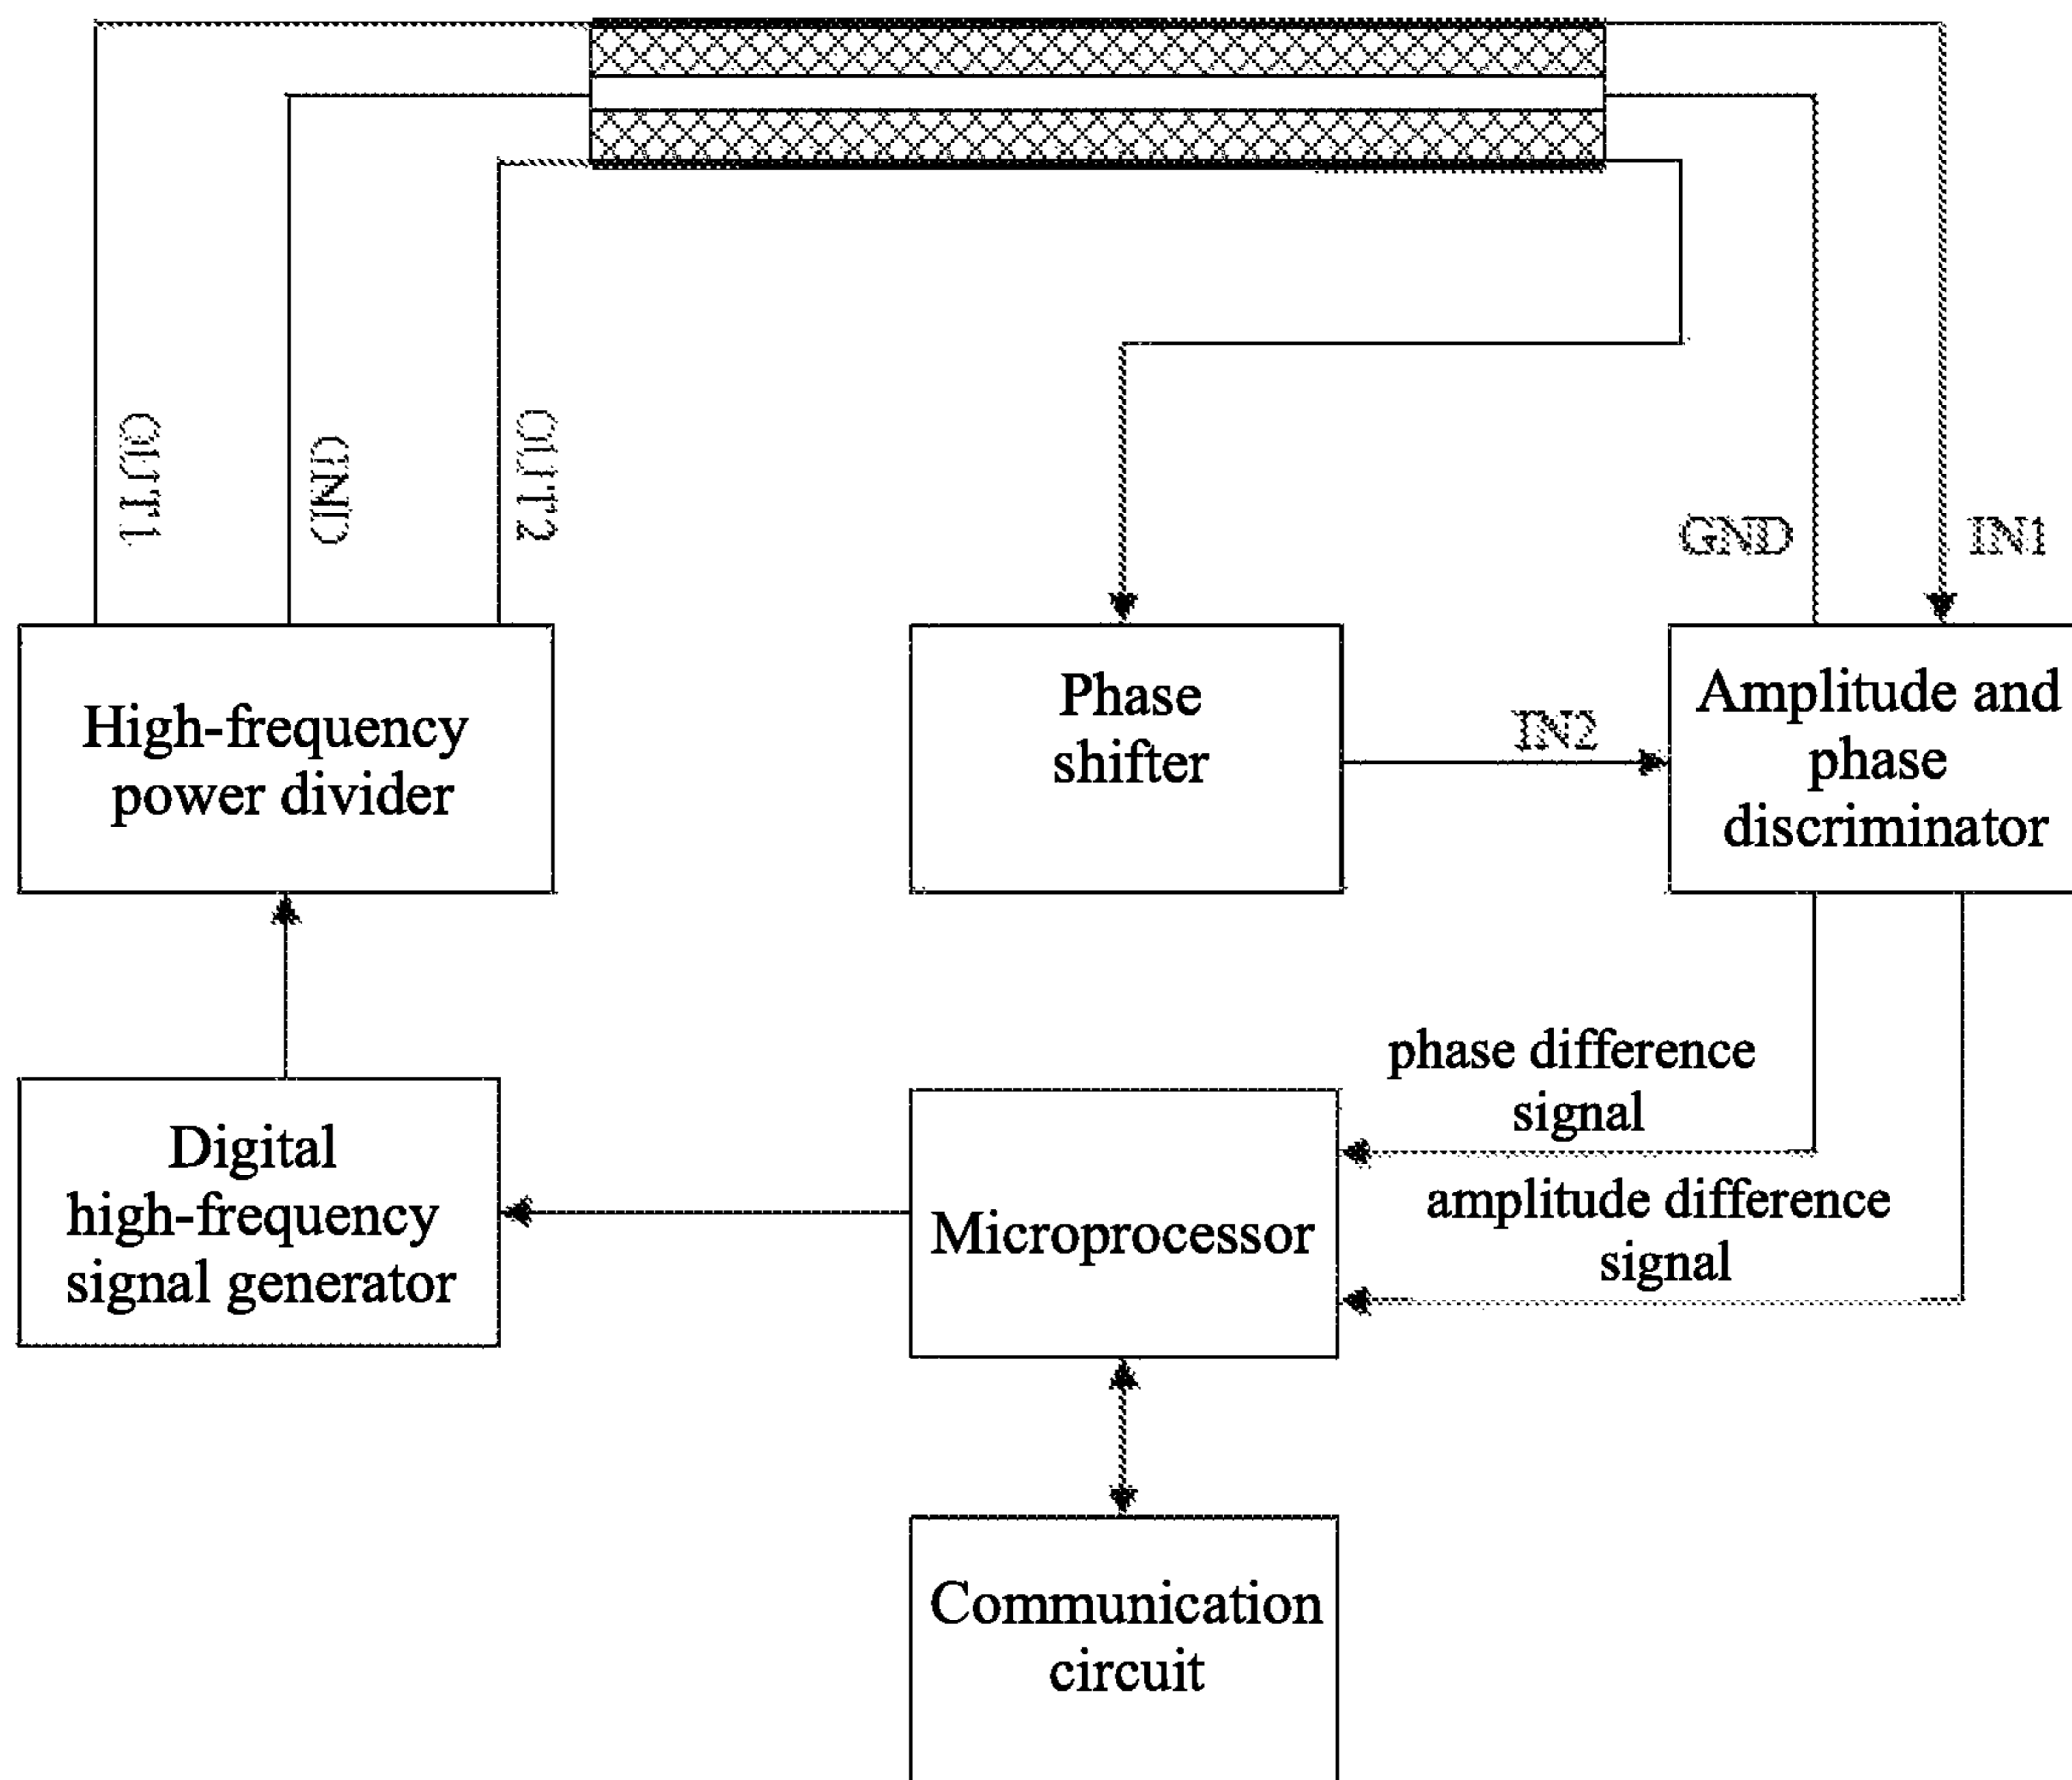 OUT1
GND
OUT2
GND
IN1
High-frequency
power divider
Phase
shifter
IN2
Amplitude and
phase
discriminator
phase difference
signal
Digital
high-frequency
signal generator
Microprocessor
amplitude difference
signal
Communication
circuit